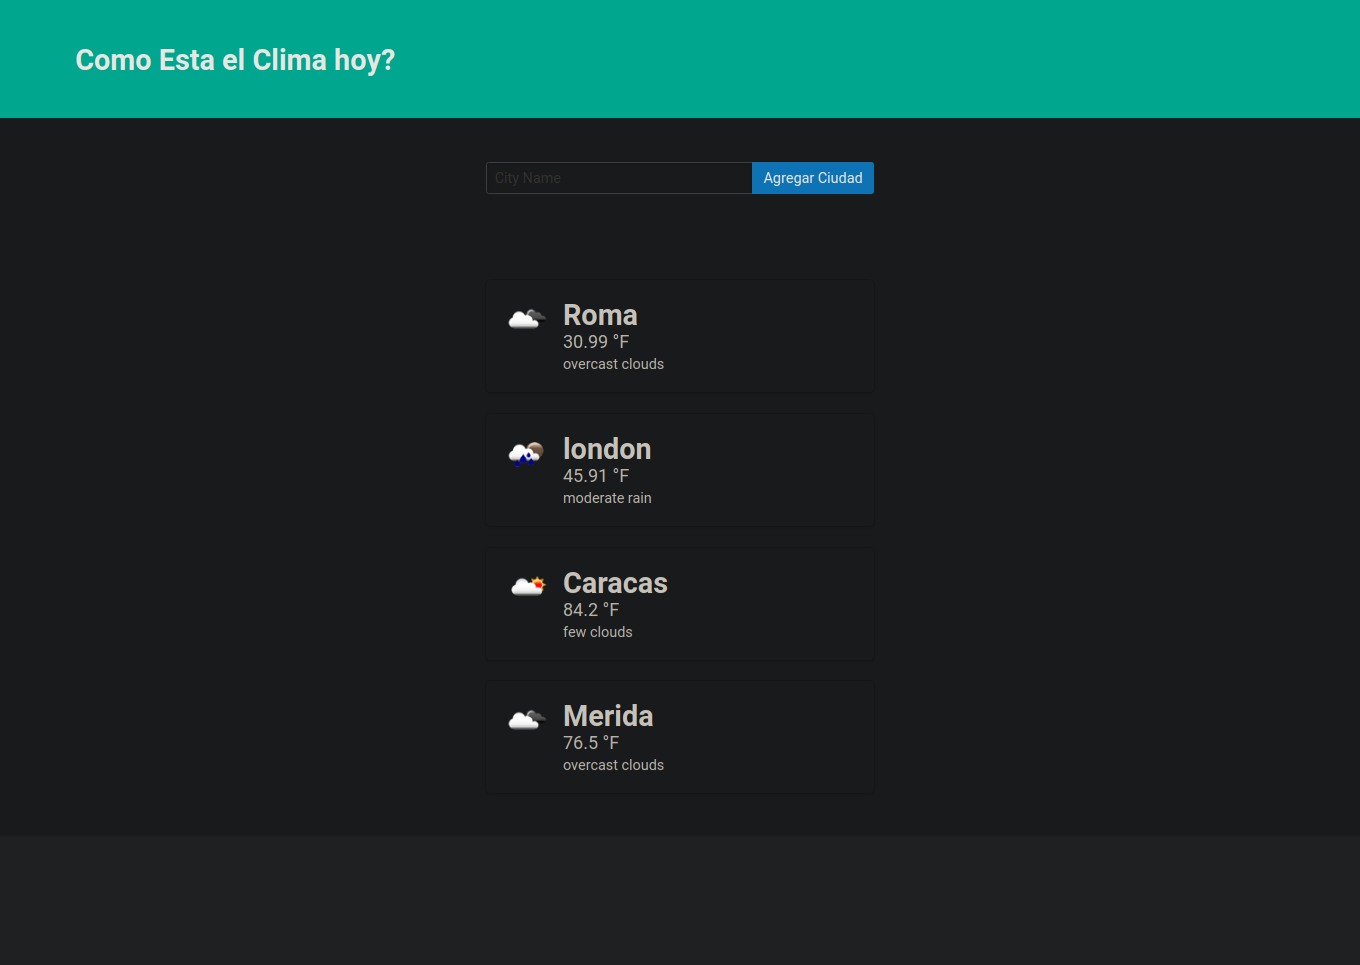 Como Esta el Clima hoy?
City Name
Agregar Ciudad
Roma
30.99 °F
overcast clouds
london
45.91 °F
moderate rain
Caracas
84.2 °F
few clouds
Merida
76.5 °F
overcast clouds